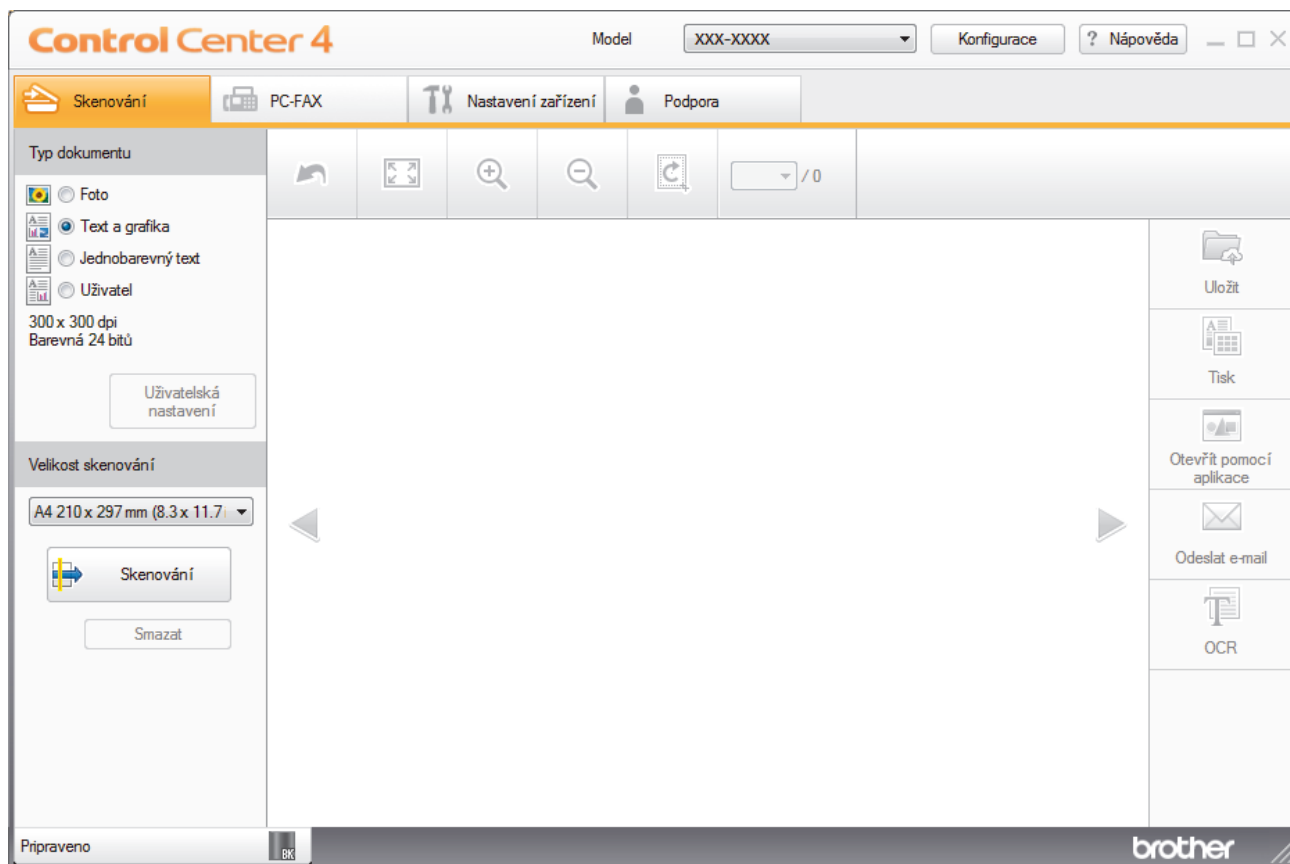 Control Center 4
Model
XXX-XXXX
Konfigurace
? Nápověda
Skenování
PC-FAX
Nastavení zařízení
Podpora
Typ dokumentu
Foto
Text a grafika
Jednobarevný text
Uživatel
300 x 300 dpi
Barevná 24 bitů
Uživatelská
nastavení
Velikost skenování
A4 210 x 297 mm (8.3 x 11.7
Skenování
Smazat
/ 0
Uložit
Tisk
Otevřít pomocí
aplikace
Odeslat e-mail
OCR
Pripraveno
BK
brother